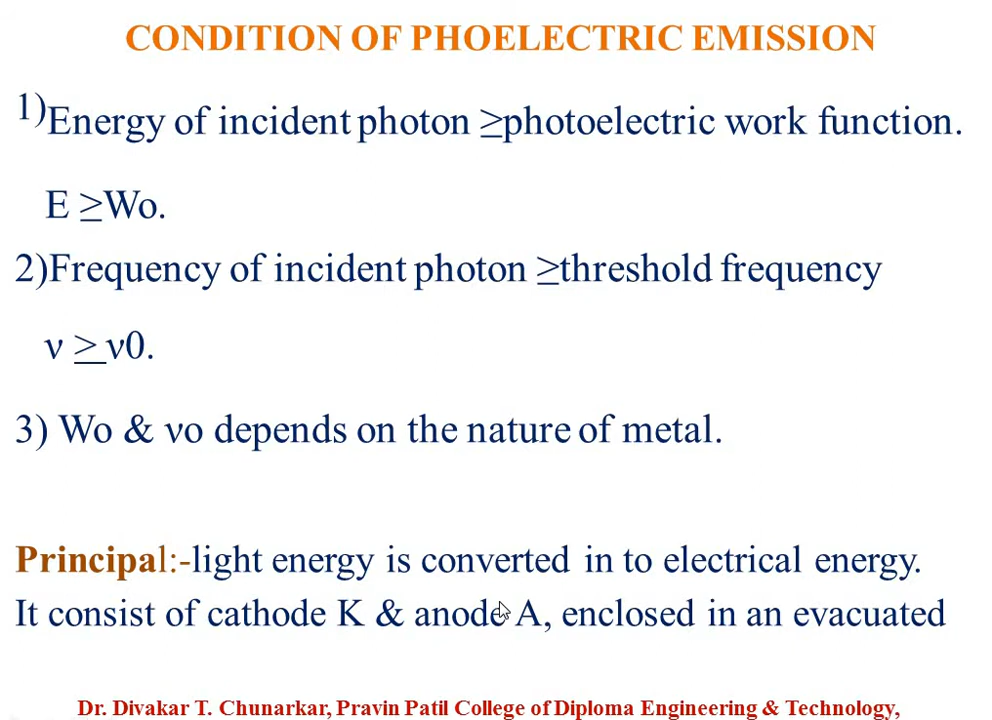 CONDITION OF PHOELECTRIC EMISSION
1)Energy of incident photon ≥photoelectric work function.
E ≥Wo.
2)Frequency of incident photon ≥threshold frequency
ν ≥ ν0.
3) Wo & νo depends on the nature of metal.
Principal:-light energy is converted in to electrical energy.
It consist of cathode K & anode A, enclosed in an evacuated
Dr. Divakar T. Chunarkar, Pravin Patil College of Diploma Engineering & Technology,